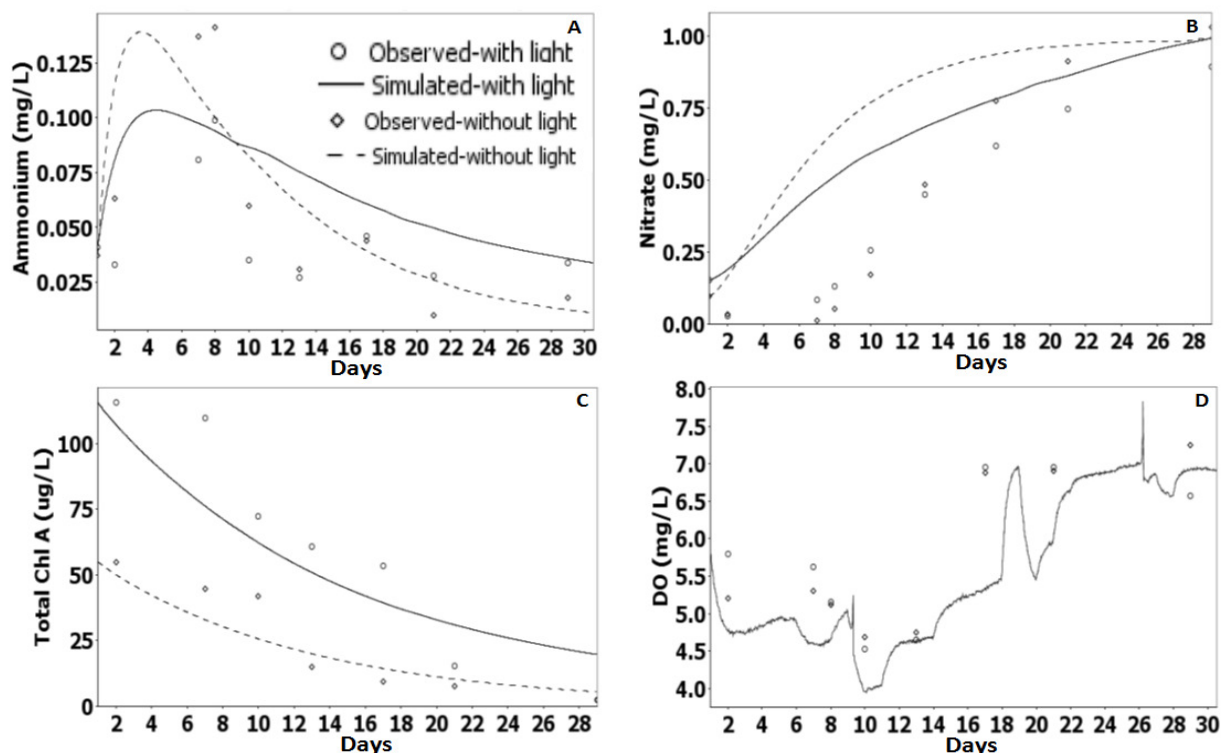 A
Ammonium (mg/L)
0.125
0.100
0.075
0.050
0.025
Observed-with light
Simulated-with light
Observed-without light
Simulated-without light
2 4 6 8 10 12 14 16 18 20 22 24 26 28 30
Days
B
Nitrate (mg/L)
1.00
0.75
0.50
0.25
0.00
2 4 6 8 10 12 14 16 18 20 22 24 26 28
Days
C
Total Chl A (ug/L)
100
75
50
25
0
2 4 6 8 10 12 14 16 18 20 22 24 26 28
Days
D
DO (mg/L)
8.0
7.5
7.0
6.5
6.0
5.5
5.0
4.5
4.0
2 4 6 8 10 12 14 16 18 20 22 24 26 28 30
Days